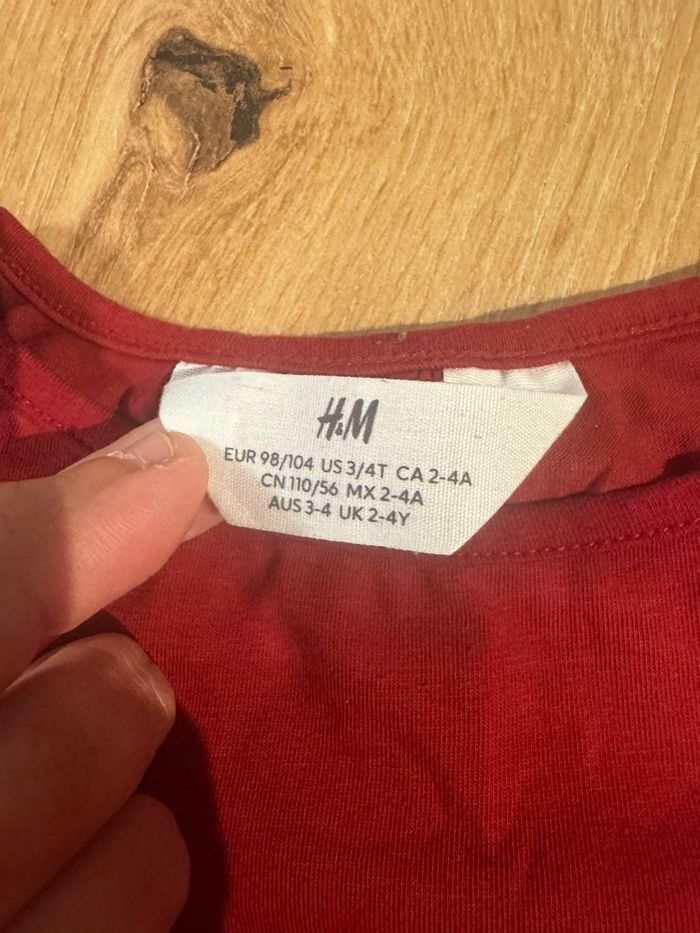 H&M
EUR 98/104 US 3/4T CA 2-4A
CN 110/56 MX 2-4A
AUS 3-4 UK 2-4Y